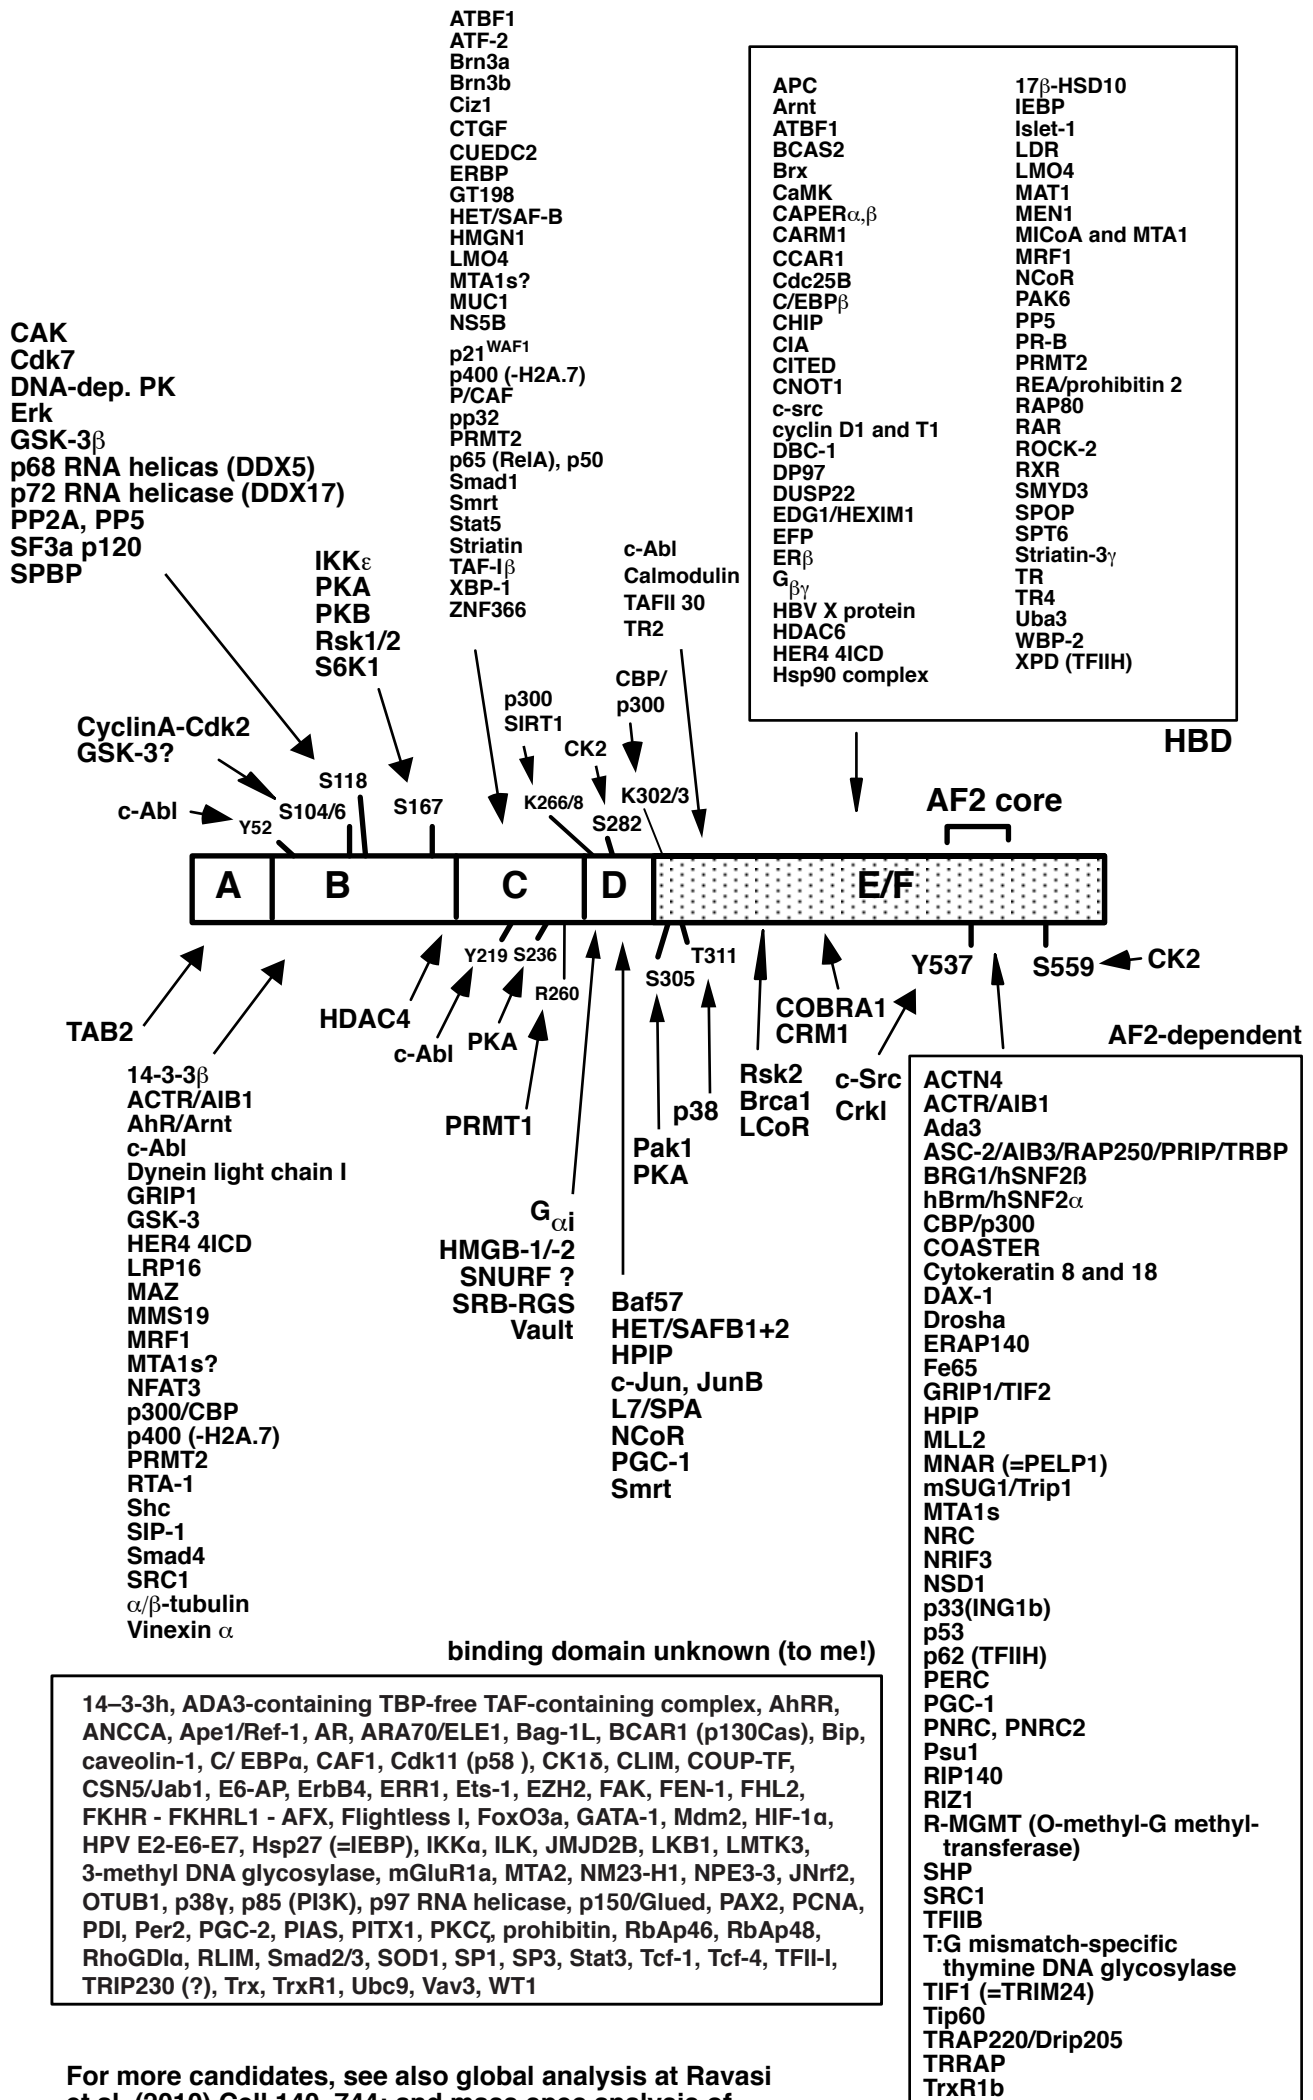 ATBF1
ATF-2
Brn3a
Brn3b
Ciz1
CTGF
CUEDC2
ERBP
GT198
HET/SAF-B
HMGN1
LMO4
MTA1s?
MUC1
NS5B
p21WAF1
p400 (-H2A.7)
P/CAF
pp32
PRMT2
p65 (RelA), p50
Smad1
Smrt
Stat5
Striatin
TAF-Iβ
XBP-1
ZNF366
APC
Arnt
ATBF1
BCAS2
Brx
CaMK
CAPERα,β
CARM1
CCAR1
Cdc25B
C/EBPβ
CHIP
CIA
CITED
CNOT1
c-src
cyclin D1 and T1
DBC-1
DP97
DUSP22
EDG1/HEXIM1
EFP
ERβ
Gβγ
HBV X protein
HDAC6
HER4 4ICD
Hsp90 complex
17β-HSD10
IEBP
Islet-1
LDR
LMO4
MAT1
MEN1
MICoA and MTA1
MRF1
NCoR
PAK6
PP5
PR-B
PRMT2
REA/prohibitin 2
RAP80
RAR
ROCK-2
RXR
SMYD3
SPOP
SPT6
Striatin-3γ
TR
TR4
Uba3
WBP-2
XPD (TFIIH)
HBD
CAK
Cdk7
DNA-dep. PK
Erk
GSK-3β
p68 RNA helicas (DDX5)
p72 RNA helicase (DDX17)
PP2A, PP5
SF3a p120
SPBP
IKKε
PKA
PKB
Rsk1/2
S6K1
c-Abl
Calmodulin
TAFII 30
TR2
p300
SIRT1
CBP/
p300
CK2
CyclinA-Cdk2
GSK-3?
c-Abl
Y52
S104/6
S118
S167
K266/8
S282
K302/3
AF2 core
A
B
C
D
E/F
Y219
S236
R260
S305
T311
Y537
S559
CK2
TAB2
HDAC4
c-Abl
PKA
PRMT1
Pak1
PKA
p38
Rsk2
Brca1
LCoR
COBRA1
CRM1
c-Src
Crkl
14-3-3β
ACTR/AIB1
AhR/Arnt
c-Abl
Dynein light chain I
GRIP1
GSK-3
HER4 4ICD
LRP16
MAZ
MMS19
MRF1
MTA1s?
NFAT3
p300/CBP
p400 (-H2A.7)
PRMT2
RTA-1
Shc
SIP-1
Smad4
SRC1
α/β-tubulin
Vinexin α
Gαi
HMGB-1/-2
SNURF ?
SRB-RGS
Vault
Baf57
HET/SAFB1+2
HPIP
c-Jun, JunB
L7/SPA
NCoR
PGC-1
Smrt
AF2-dependent
ACTN4
ACTR/AIB1
Ada3
ASC-2/AIB3/RAP250/PRIP/TRBP
BRG1/hSNF2ß
hBrm/hSNF2α
CBP/p300
COASTER
Cytokeratin 8 and 18
DAX-1
Drosha
ERAP140
Fe65
GRIP1/TIF2
HPIP
MLL2
MNAR (=PELP1)
mSUG1/Trip1
MTA1s
NRC
NRIF3
NSD1
p33(ING1b)
p53
p62 (TFIIH)
PERC
PGC-1
PNRC, PNRC2
Psu1
RIP140
RIZ1
R-MGMT (O-methyl-G methyl-
transferase)
SHP
SRC1
TFIIB
T:G mismatch-specific
thymine DNA glycosylase
TIF1 (=TRIM24)
Tip60
TRAP220/Drip205
TRRAP
TrxR1b
binding domain unknown (to me!)
14–3-3h, ADA3-containing TBP-free TAF-containing complex, AhRR,
ANCCA, Ape1/Ref-1, AR, ARA70/ELE1, Bag-1L, BCAR1 (p130Cas), Bip,
caveolin-1, C/ EBPα, CAF1, Cdk11 (p58 ), CK1δ, CLIM, COUP-TF,
CSN5/Jab1, E6-AP, ErbB4, ERR1, Ets-1, EZH2, FAK, FEN-1, FHL2,
FKHR - FKHRL1 - AFX, Flightless I, FoxO3a, GATA-1, Mdm2, HIF-1α,
HPV E2-E6-E7, Hsp27 (=IEBP), IKKα, ILK, JMJD2B, LKB1, LMTK3,
3-methyl DNA glycosylase, mGluR1a, MTA2, NM23-H1, NPE3-3, JNrf2,
OTUB1, p38γ, p85 (PI3K), p97 RNA helicase, p150/Glued, PAX2, PCNA,
PDI, Per2, PGC-2, PIAS, PITX1, PKCζ, prohibitin, RbAp46, RbAp48,
RhoGDIα, RLIM, Smad2/3, SOD1, SP1, SP3, Stat3, Tcf-1, Tcf-4, TFII-I,
TRIP230 (?), Trx, TrxR1, Ubc9, Vav3, WT1
For more candidates, see also global analysis at Ravasi
et al. (2010) Cell 140, 744; and mass spec analysis of